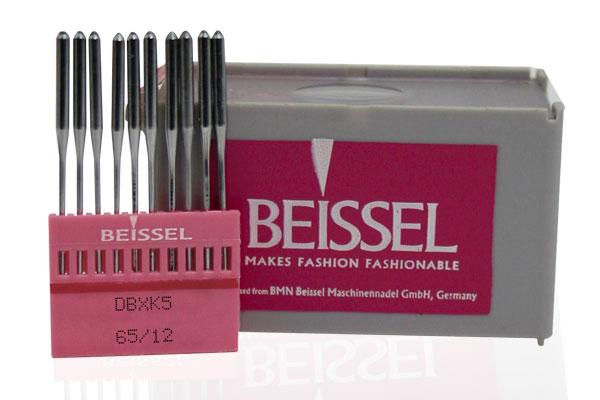 BEISSEL
DBXK5
65/12
BEISSEL
MAKES FASHION FASHIONABLE
from BMN Beissel Maschinennadel GmbH, Germany